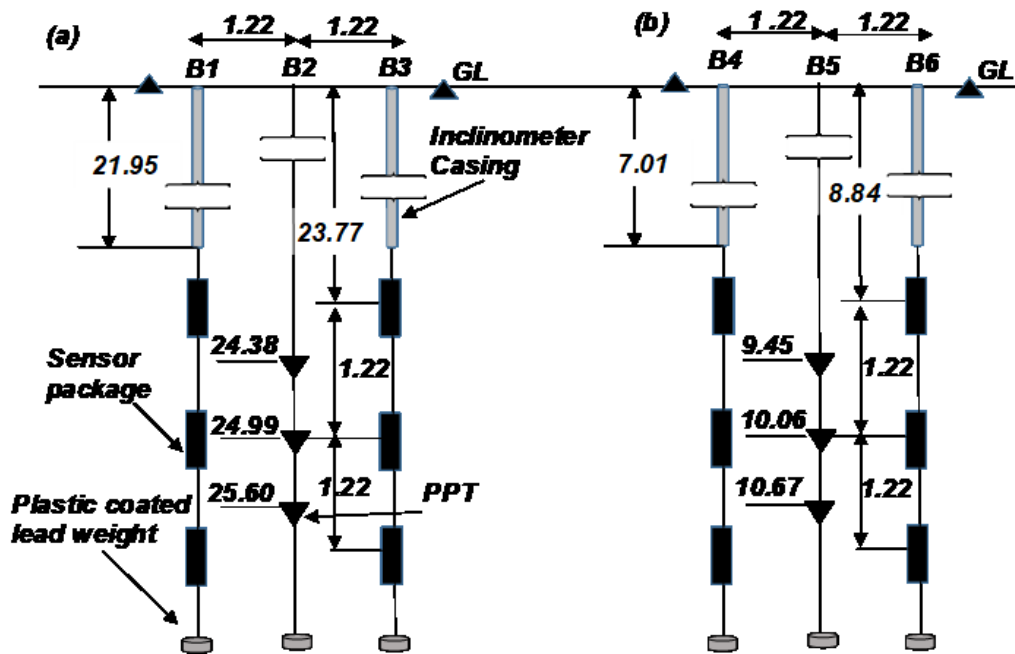 (a)
1.22
1.22
B1
B2
B3
GL
21.95
Inclinometer
Casing
23.77
24.38
1.22
Sensor
package
24.99
25.60
1.22
PPT
Plastic coated
lead weight
(b)
1.22
1.22
B4
B5
B6
GL
7.01
8.84
9.45
1.22
10.06
10.67
1.22